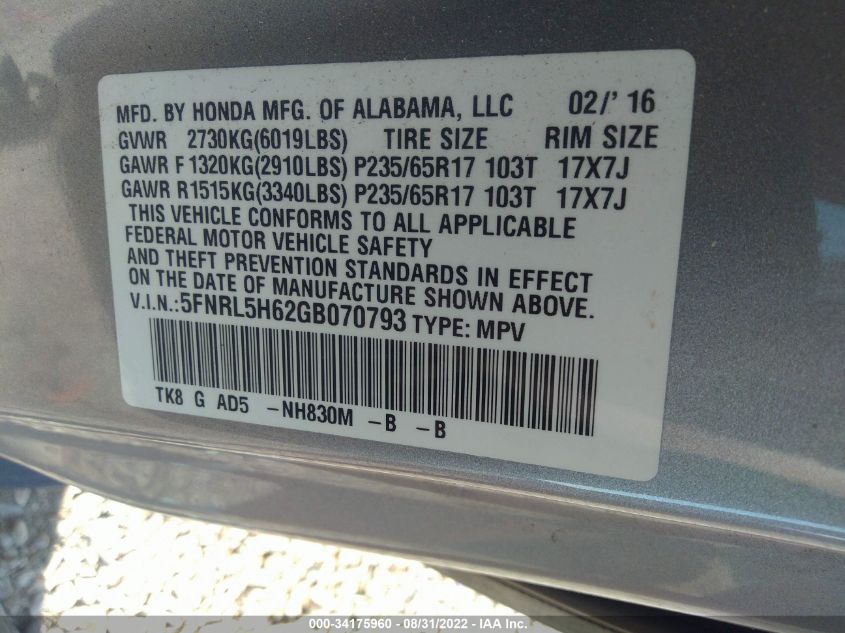 MFD. BY HONDA MFG. OF ALABAMA, LLC 02/' 16
GVWR 2730KG(6019LBS) TIRE SIZE RIM SIZE
GAWR F 1320KG(2910LBS) P235/65R17 103T 17X7J
GAWR R1515KG(3340LBS) P235/65R17 103T 17X7J
THIS VEHICLE CONFORMS TO ALL APPLICABLE
FEDERAL MOTOR VEHICLE SAFETY
AND THEFT PREVENTION STANDARDS IN EFFECT
ON THE DATE OF MANUFACTURE SHOWN ABOVE.
V.I.N.:5FNRL5H62GB070793 TYPE: MPV
TK8 G AD5 -NH830M -B -B
000-34175960 - 08/31/2022 - IAA Inc.